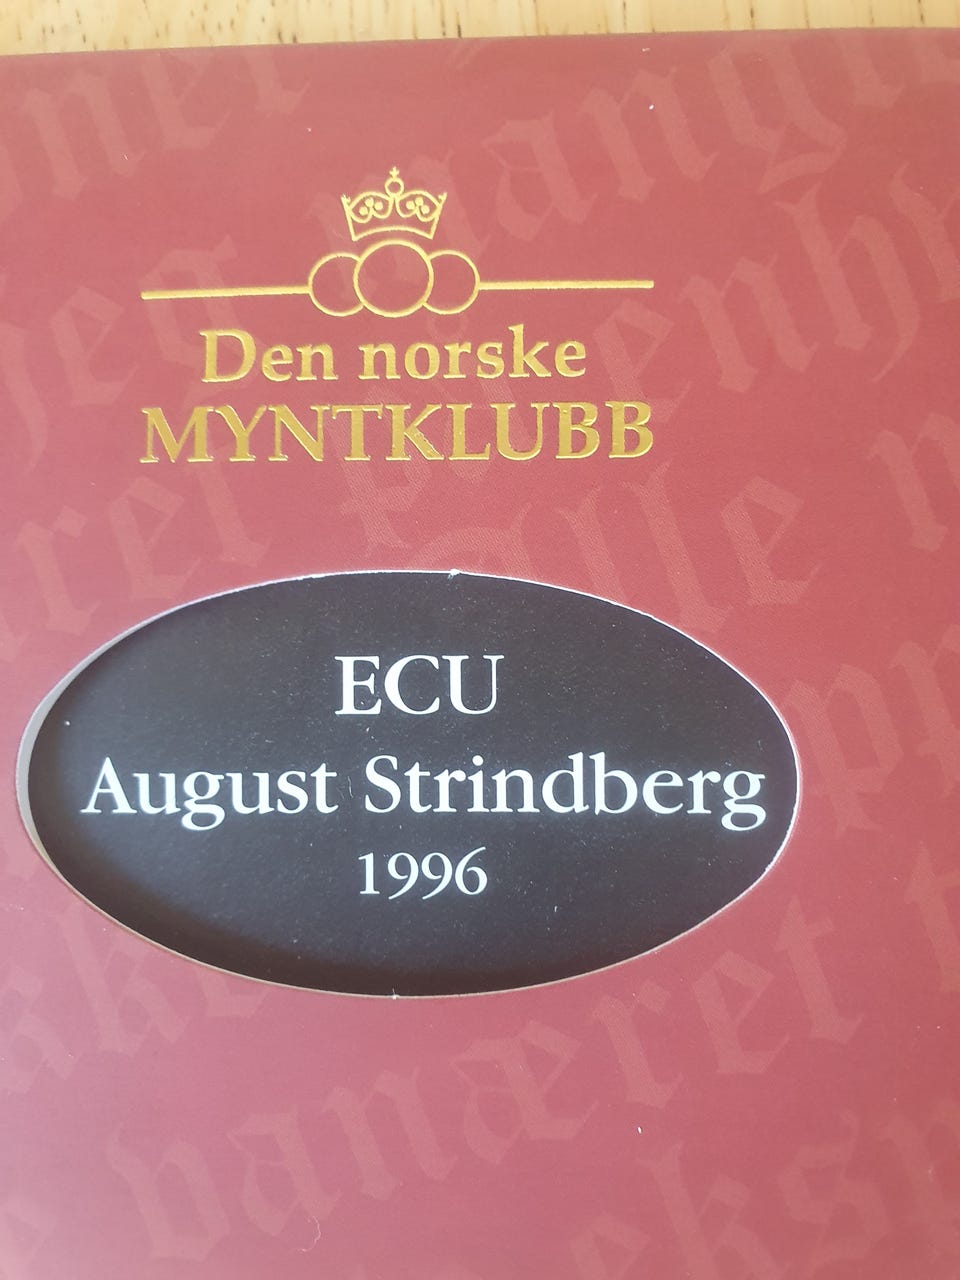 Den norske
MYNTKLUBB
ECU
August Strindberg
1996